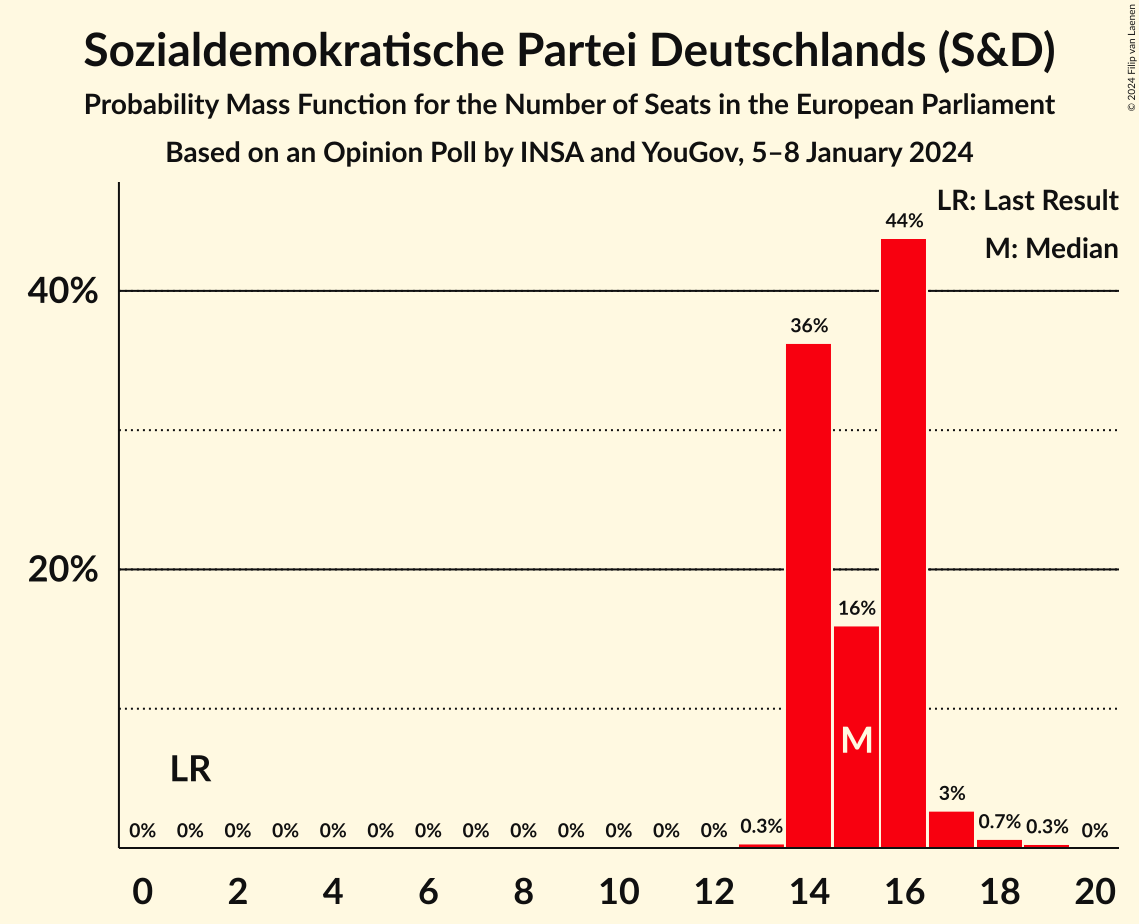 Sozialdemokratische Partei Deutschlands (S&D)
Probability Mass Function for the Number of Seats in the European Parliament
Based on an Opinion Poll by INSA and YouGov, 5–8 January 2024
© 2024 Filip van Laenen
LR: Last Result
M: Median
44%
40%
36%
20%
16%
M
LR
3%
0% 0% 0% 0% 0% 0% 0% 0% 0% 0% 0% 0% 0% 0.3% 0.7% 0.3% 0%
0 2 4 6 8 10 12 14 16 18 20